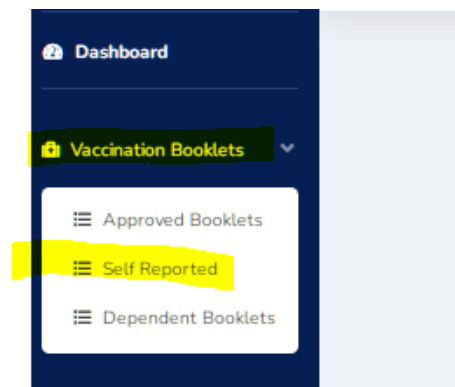 Dashboard
Vaccination Booklets
Approved Booklets
Self Reported
Dependent Booklets